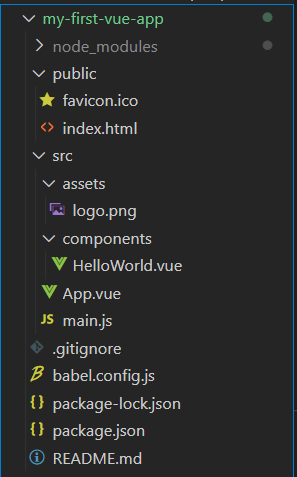 my-first-vue-app
node_modules
public
favicon.ico
index.html
src
assets
logo.png
components
HelloWorld.vue
App.vue
JS main.js
.gitignore
babel.config.js
package-lock.json
package.json
README.md